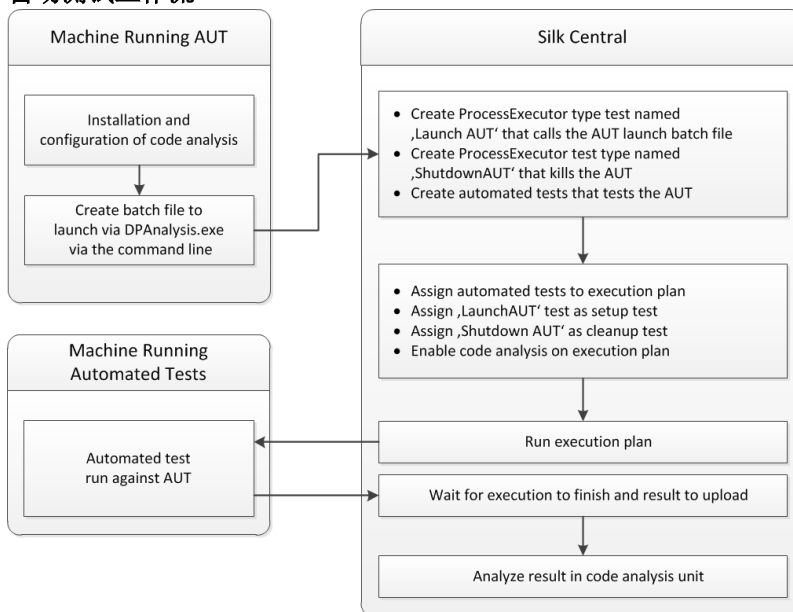 Machine Running AUT
Installation and
configuration of code analysis
Create batch file to
launch via DPAnalysis.exe
via the command line
Silk Central
• Create ProcessExecutor type test named
‚Launch AUT‘ that calls the AUT launch batch file
• Create ProcessExecutor test type named
‚ShutdownAUT‘ that kills the AUT
• Create automated tests that tests the AUT
• Assign automated tests to execution plan
• Assign ‚LaunchAUT‘ test as setup test
• Assign ‚Shutdown AUT‘ as cleanup test
• Enable code analysis on execution plan
Machine Running
Automated Tests
Automated test
run against AUT
Run execution plan
Wait for execution to finish and result to upload
Analyze result in code analysis unit